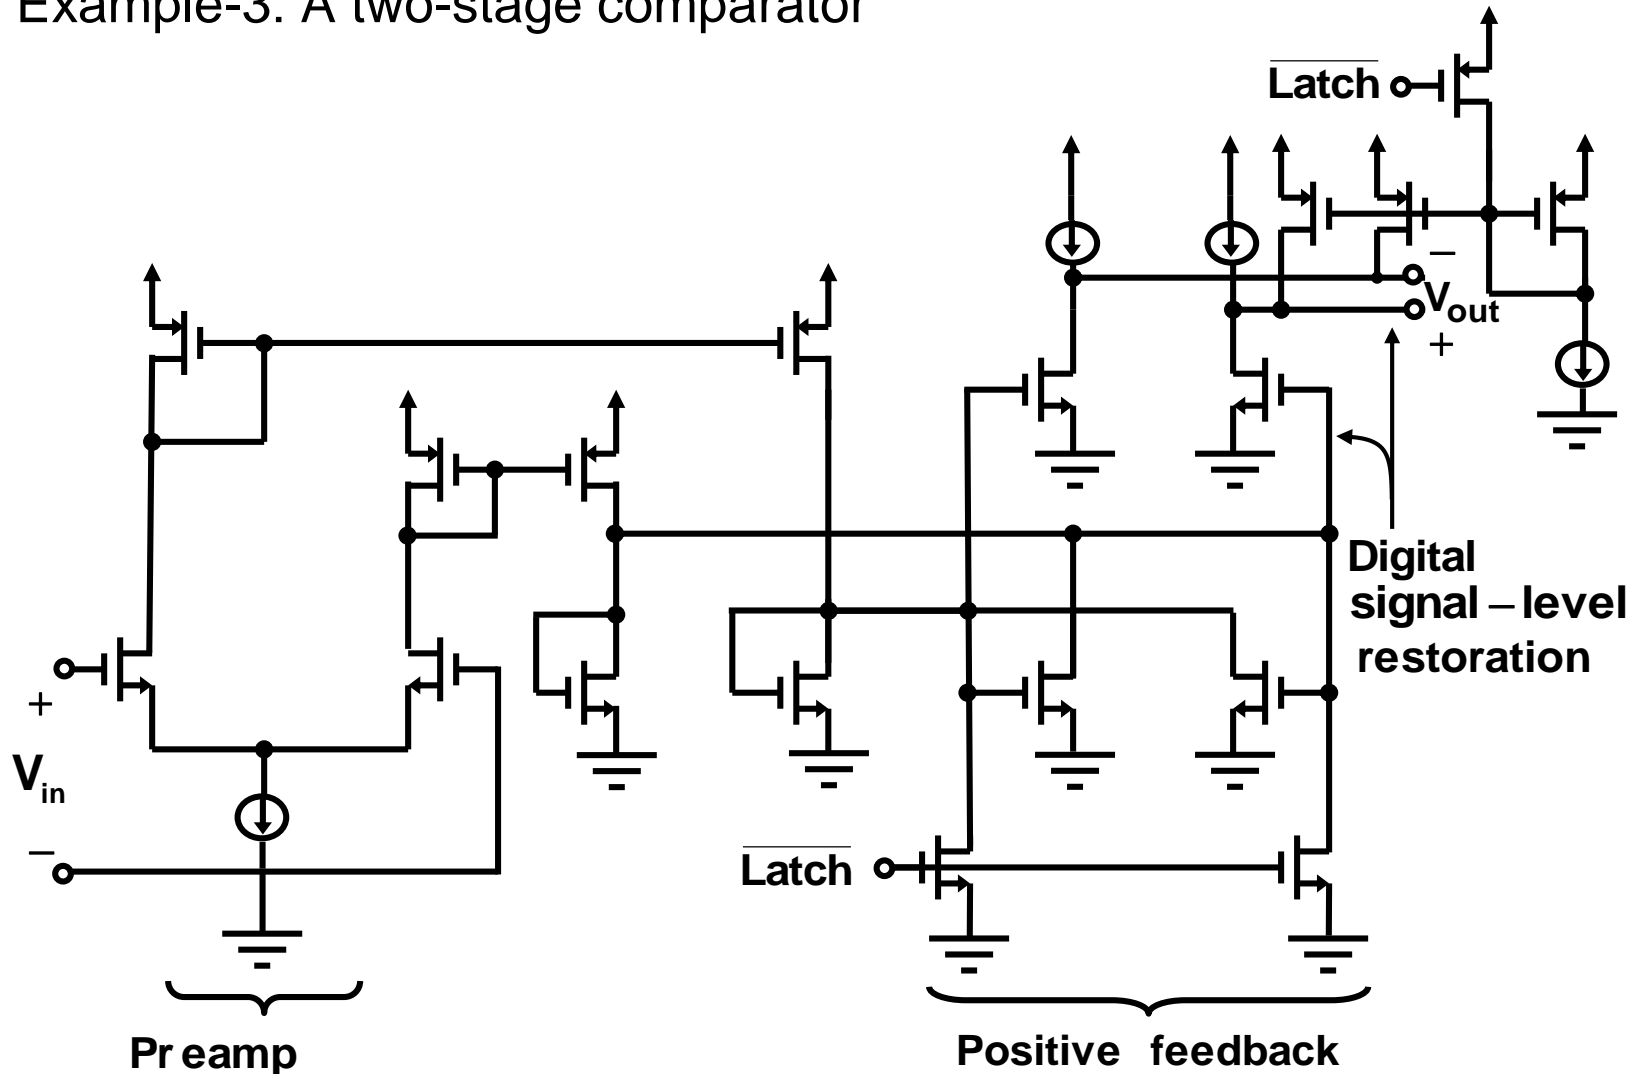 Example-3. A two-stage comparator
Latch
−
Vout
+
Digital
signal – level
restoration
+
Vin
−
Latch
Preamp
Positive feedback